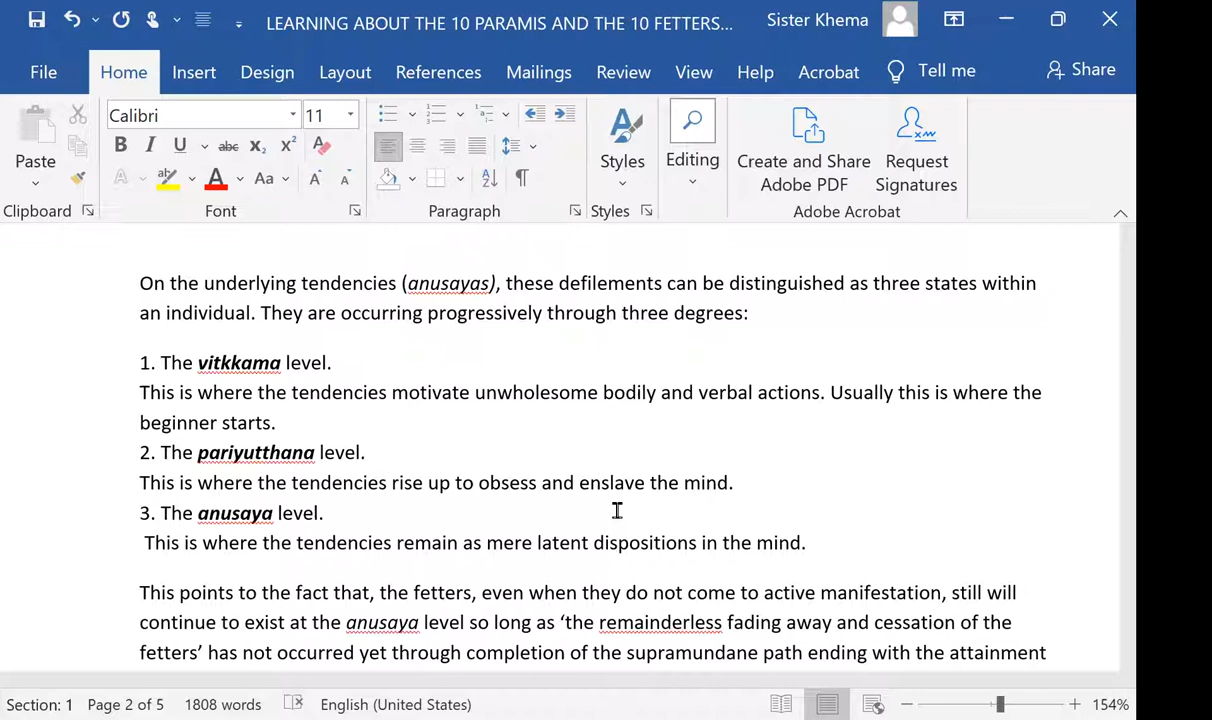 LEARNING ABOUT THE 10 PARAMIS AND THE 10 FETTERS... Sister Khema
File Home Insert Design Layout References Mailings Review View Help Acrobat Tell me Share
Calibri 11
Paste Styles Editing Create and Share Adobe PDF Request Signatures
Clipboard Font Paragraph Styles Adobe Acrobat
On the underlying tendencies (anusayas), these defilements can be distinguished as three states within
an individual. They are occurring progressively through three degrees:
1. The vitkkama level.
This is where the tendencies motivate unwholesome bodily and verbal actions. Usually this is where the
beginner starts.
2. The pariyutthana level.
This is where the tendencies rise up to obsess and enslave the mind.
3. The anusaya level.
This is where the tendencies remain as mere latent dispositions in the mind.
This points to the fact that, the fetters, even when they do not come to active manifestation, still will
continue to exist at the anusaya level so long as ‘the remainderless fading away and cessation of the
fetters’ has not occurred yet through completion of the supramundane path ending with the attainment
Section: 1 Page 2 of 5 1808 words English (United States) 154%